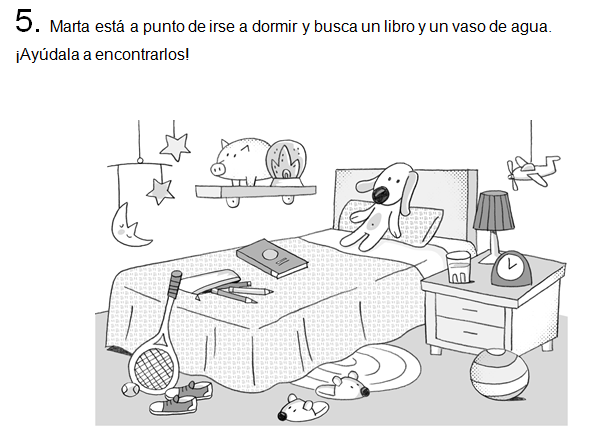 5. Marta está a punto de irse a dormir y busca un libro y un vaso de agua.
¡Ayúdala a encontrarlos!